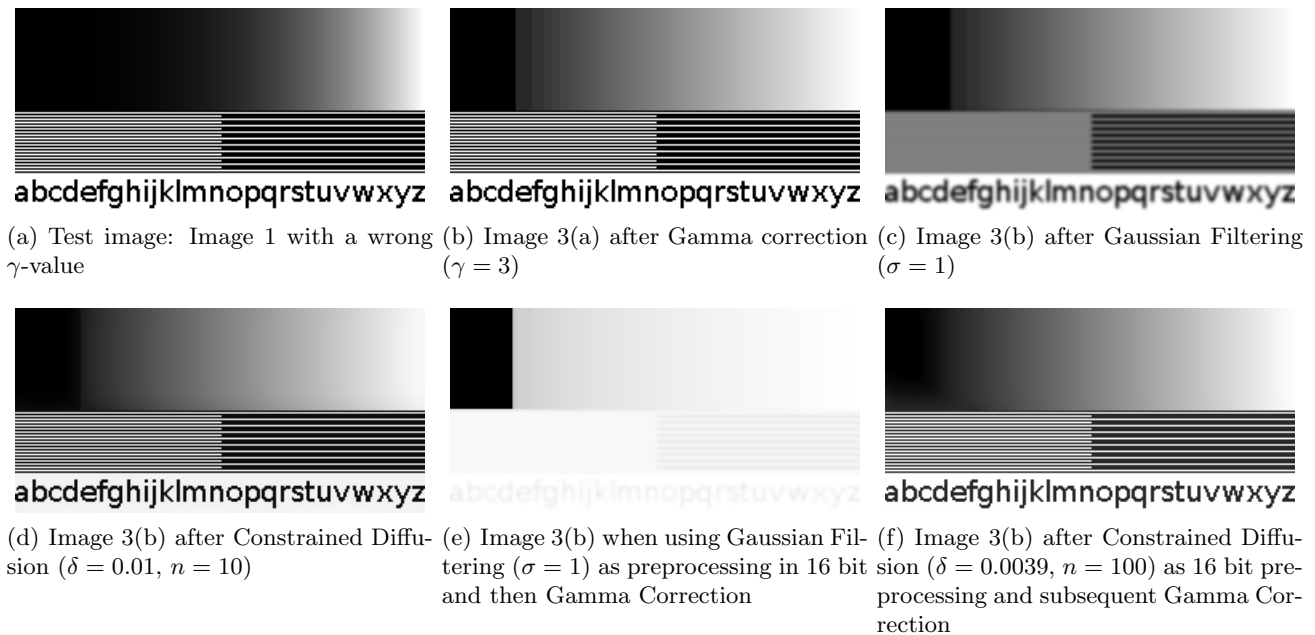 abcdefghijklmnopqrstuvwxyz
abcdefghijklmnopqrstuvwxyz
abcdefghijklmnopqrstuvwxyz
(a) Test image: Image 1 with a wrong
γ-value
(b) Image 3(a) after Gamma correction
(γ = 3)
(c) Image 3(b) after Gaussian Filtering
(σ = 1)
abcdefghijklmnopqrstuvwxyz
abcdefghijklmnopqrstuvwxyz
abcdefghijklmnopqrstuvwxyz
(d) Image 3(b) after Constrained Diffu-
sion (δ = 0.01, n = 10)
(e) Image 3(b) when using Gaussian Fil-
tering (σ = 1) as preprocessing in 16 bit
and then Gamma Correction
(f) Image 3(b) after Constrained Diffu-
sion (δ = 0.0039, n = 100) as 16 bit pre-
processing and subsequent Gamma Cor-
rection